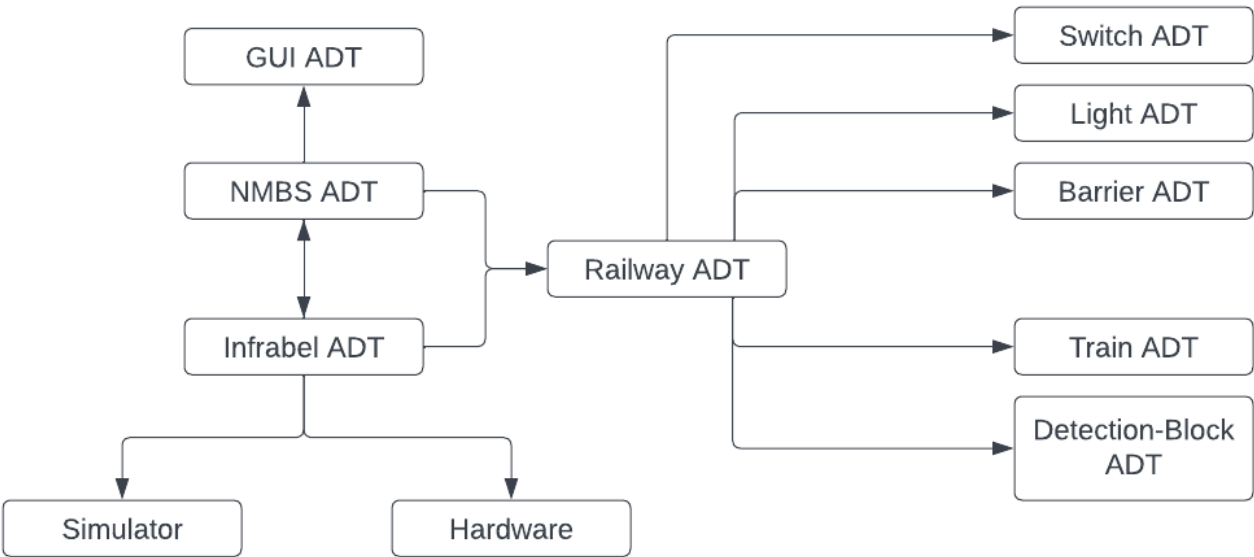 GUI ADT
NMBS ADT
Infrabel ADT
Simulator
Hardware
Railway ADT
Switch ADT
Light ADT
Barrier ADT
Train ADT
Detection-Block
ADT